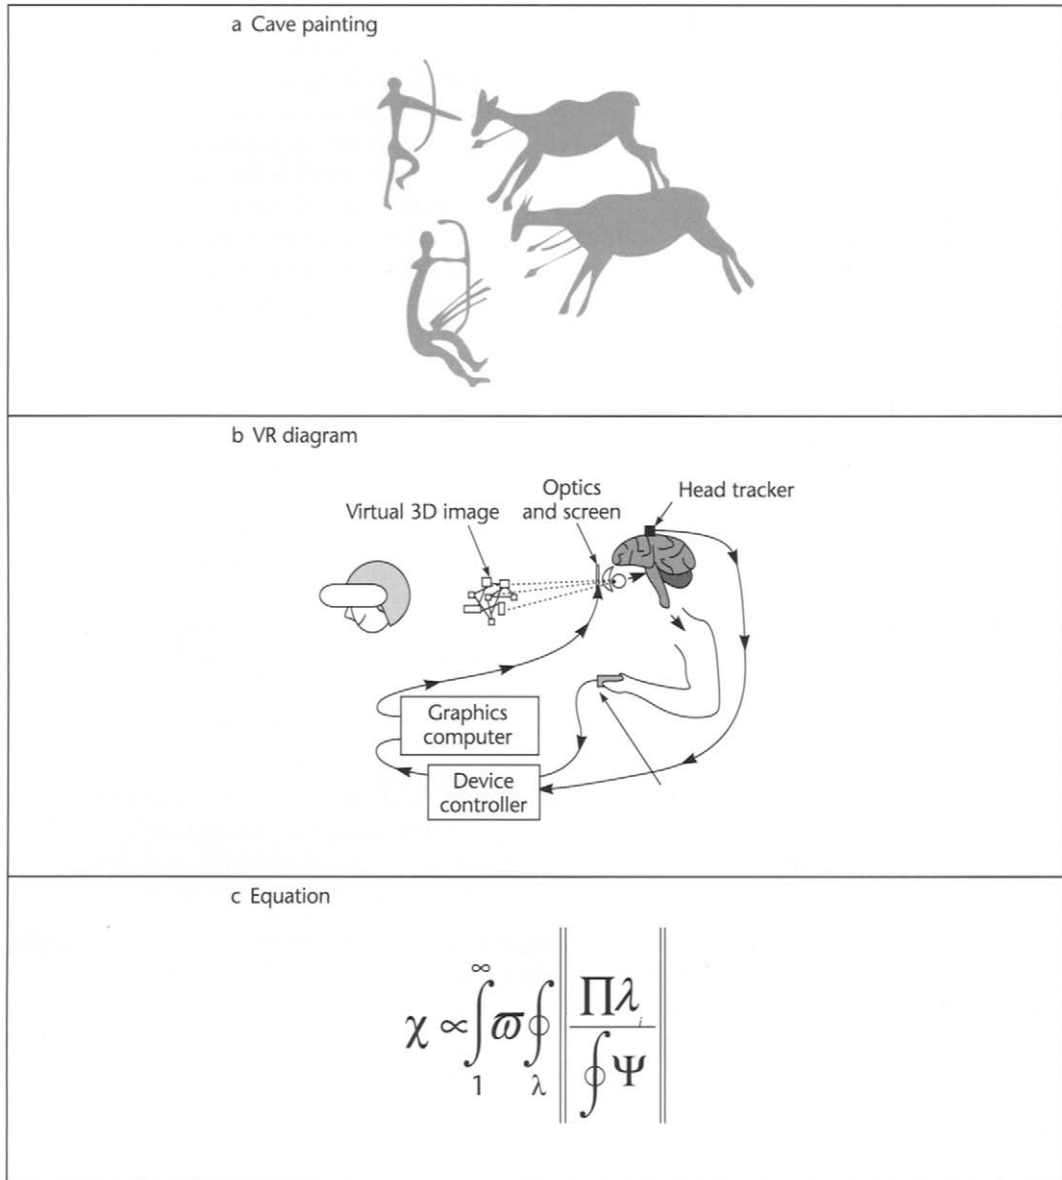 a Cave painting
b VR diagram
Virtual 3D image
Optics
and screen
Head tracker
Graphics
computer
Device
controller
c Equation
χ ∝ ∫₁^∞ ϖ ∮_λ ‖ Πλᵢ / ∮Ψ ‖